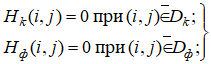 H_k(i, j) = 0 при (i, j) ∈̅ D_k;
H_ф(i, j) = 0 при (i, j) ∈̅ D_ф;